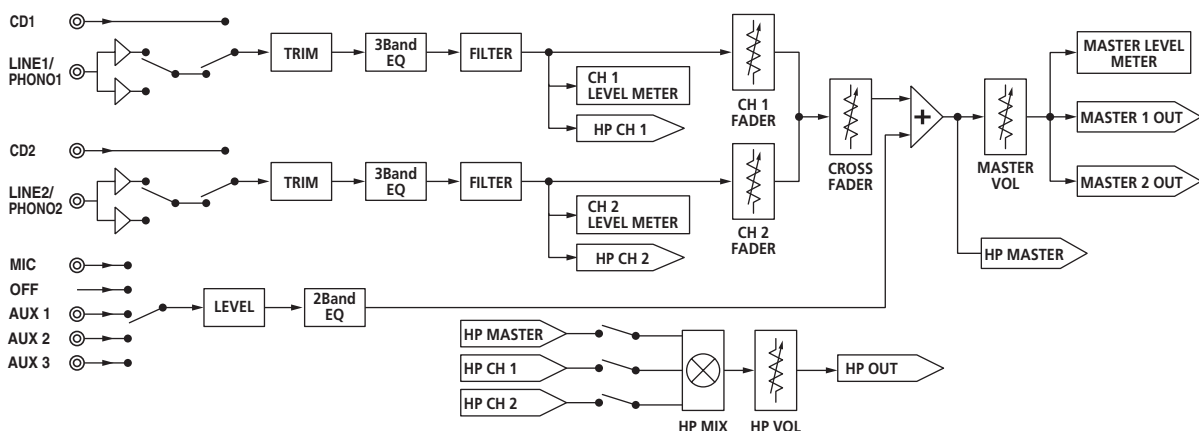 CD1
LINE1/
PHONO1
TRIM
3Band
EQ
FILTER
CH 1
LEVEL METER
HP CH 1
CH 1
FADER
CD2
LINE2/
PHONO2
TRIM
3Band
EQ
FILTER
CH 2
LEVEL METER
HP CH 2
CH 2
FADER
CROSS
FADER
+
MASTER
VOL
MASTER LEVEL
METER
MASTER 1 OUT
MASTER 2 OUT
HP MASTER
MIC
OFF
AUX 1
AUX 2
AUX 3
LEVEL
2Band
EQ
HP MASTER
HP CH 1
HP CH 2
HP MIX
HP VOL
HP OUT